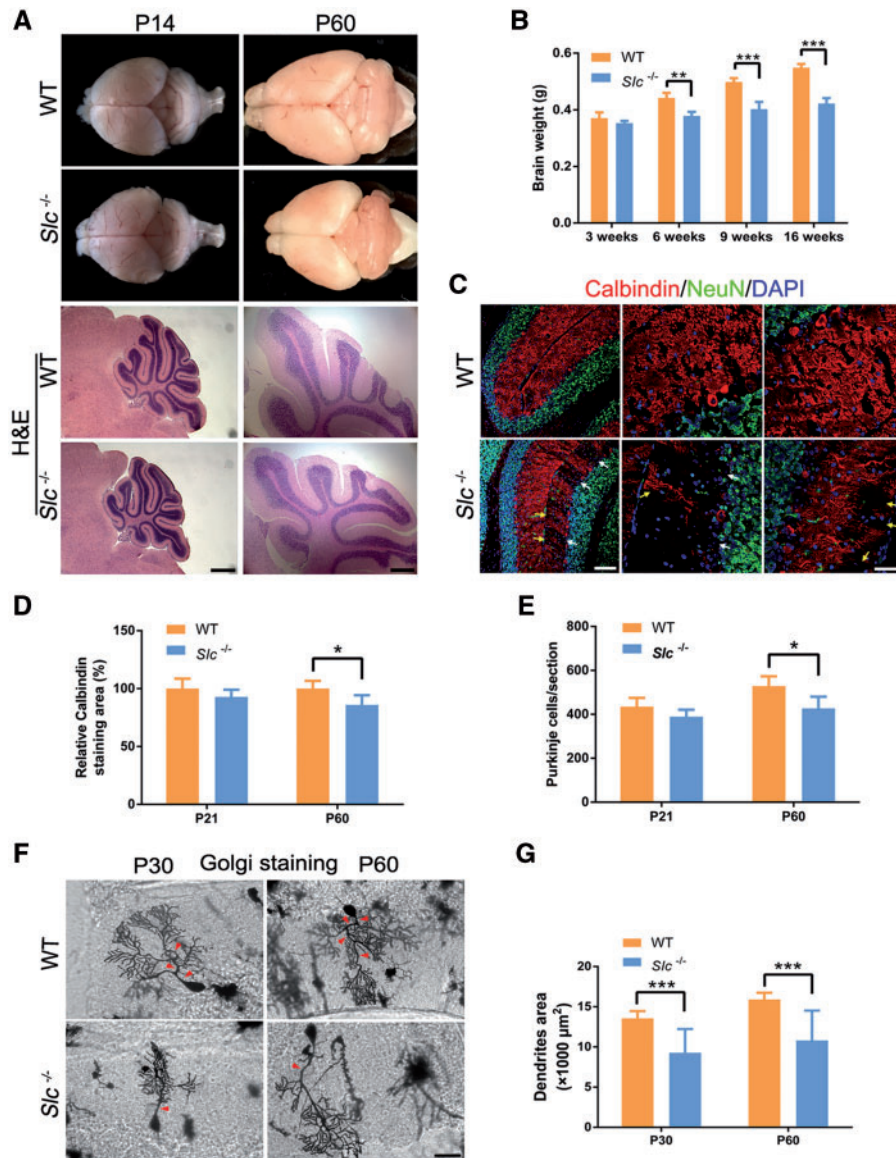 A
P14
P60
WT
Slc -/-
H&E
WT
Slc -/-
B
WT
Slc -/-
Brain weight (g)
0.6
0.4
0.2
0.0
**
***
***
3 weeks
6 weeks
9 weeks
16 weeks
C
Calbindin/NeuN/DAPI
WT
Slc -/-
D
Relative Calbindin
staining area (%)
150
100
50
0
WT
Slc -/-
*
P21
P60
E
Purkinje cells/section
800
600
400
200
0
WT
Slc -/-
*
P21
P60
F
P30
Golgi staining
P60
WT
Slc -/-
G
Dendrites area
(×1000 µm²)
20
15
10
5
0
WT
Slc -/-
***
***
P30
P60